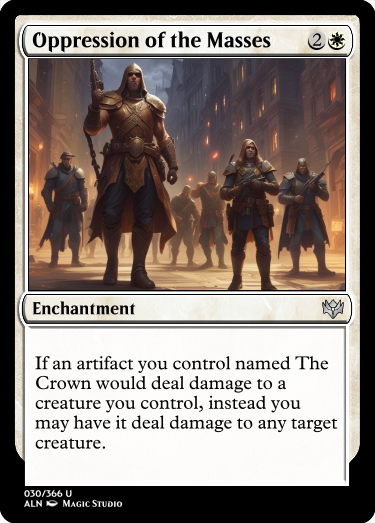 Oppression of the Masses 2
Enchantment
If an artifact you control named The
Crown would deal damage to a
creature you control, instead you
may have it deal damage to any target
creature.
030/366 U
ALN Magic Studio